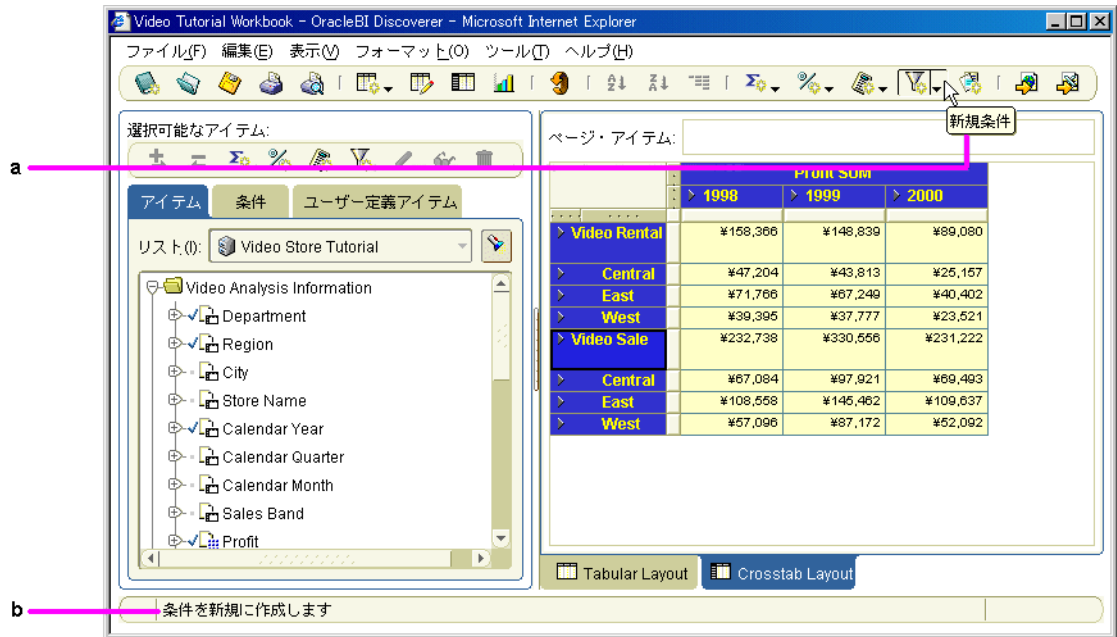 Video Tutorial Workbook - OracleBI Discoverer - Microsoft Internet Explorer
ファイル(F) 編集(E) 表示(V) フォーマット(O) ツール(T) ヘルプ(H)
新規条件
選択可能なアイテム:
a
アイテム 条件 ユーザー定義アイテム
リスト(I): Video Store Tutorial
Video Analysis Information
Department
Region
City
Store Name
Calendar Year
Calendar Quarter
Calendar Month
Sales Band
Profit
ページ・アイテム:
Profit SUM
1998 1999 2000
Video Rental ¥158,366 ¥148,839 ¥89,080
Central ¥47,204 ¥43,813 ¥25,157
East ¥71,766 ¥67,249 ¥40,402
West ¥39,395 ¥37,777 ¥23,521
Video Sale ¥232,738 ¥330,556 ¥231,222
Central ¥67,084 ¥97,921 ¥69,493
East ¥108,558 ¥145,462 ¥109,637
West ¥57,096 ¥87,172 ¥52,092
Tabular Layout Crosstab Layout
b
条件を新規に作成します